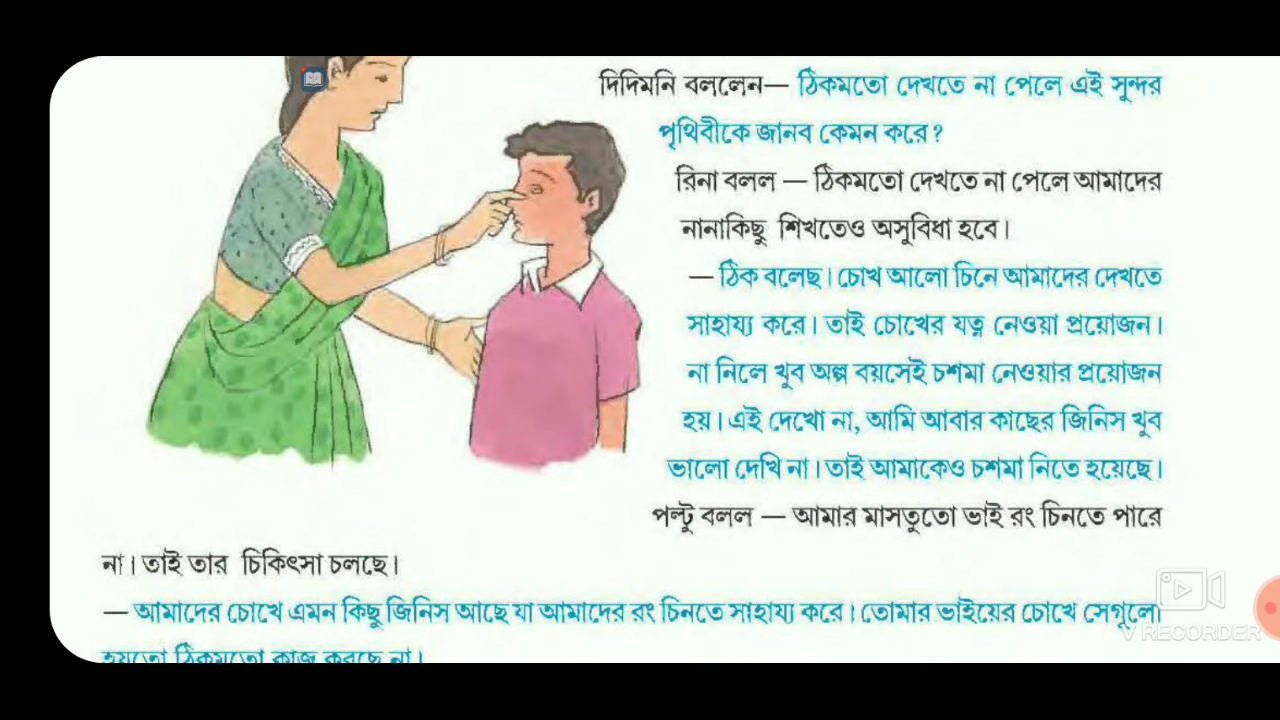 দিদিমনি বললেন— ঠিকমতো দেখতে না পেলে এই সুন্দর
পৃথিবীকে জানব কেমন করে?
রিনা বলল — ঠিকমতো দেখতে না পেলে আমাদের
নানাকিছু শিখতেও অসুবিধা হবে।
— ঠিক বলেছ। চোখ আলো চিনে আমাদের দেখতে
সাহায্য করে। তাই চোখের যত্ন নেওয়া প্রয়োজন।
না নিলে খুব অল্প বয়সেই চশমা নেওয়ার প্রয়োজন
হয়। এই দেখো না, আমি আবার কাছের জিনিস খুব
ভালো দেখি না। তাই আমাকেও চশমা নিতে হয়েছে।
পল্টু বলল — আমার মাসতুতো ভাই রং চিনতে পারে
না। তাই তার চিকিৎসা চলছে।
— আমাদের চোখে এমন কিছু জিনিস আছে যা আমাদের রং চিনতে সাহায্য করে। তোমার ভাইয়ের চোখে সেগুলো
হয়তো ঠিকমতো কাজ করছে না।
V RECORDER